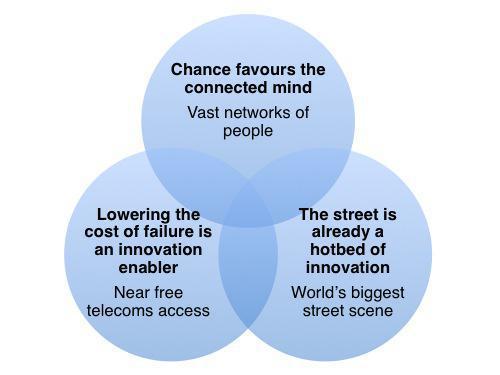 Chance favours the
connected mind
Vast networks of
people
Lowering the
cost of failure is
an innovation
enabler
Near free
telecoms access
The street is
already a
hotbed of
innovation
World's biggest
street scene